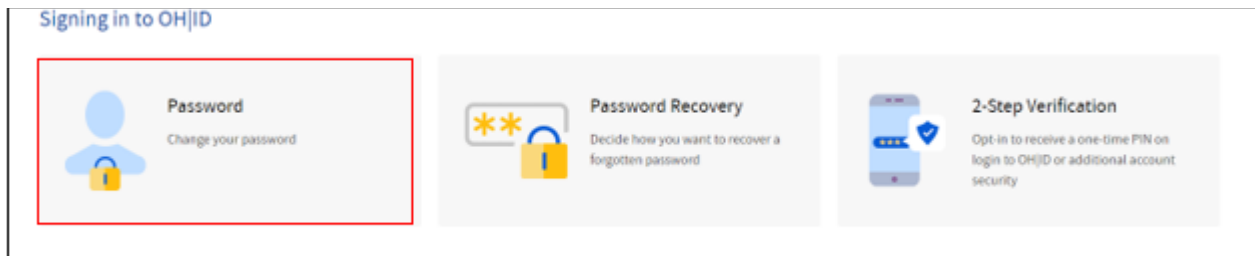 Signing in to OH|ID
Password
Change your password
Password Recovery
Decide how you want to recover a
forgotten password
2-Step Verification
Opt-in to receive a one-time PIN on
login to OH|ID or additional account
security